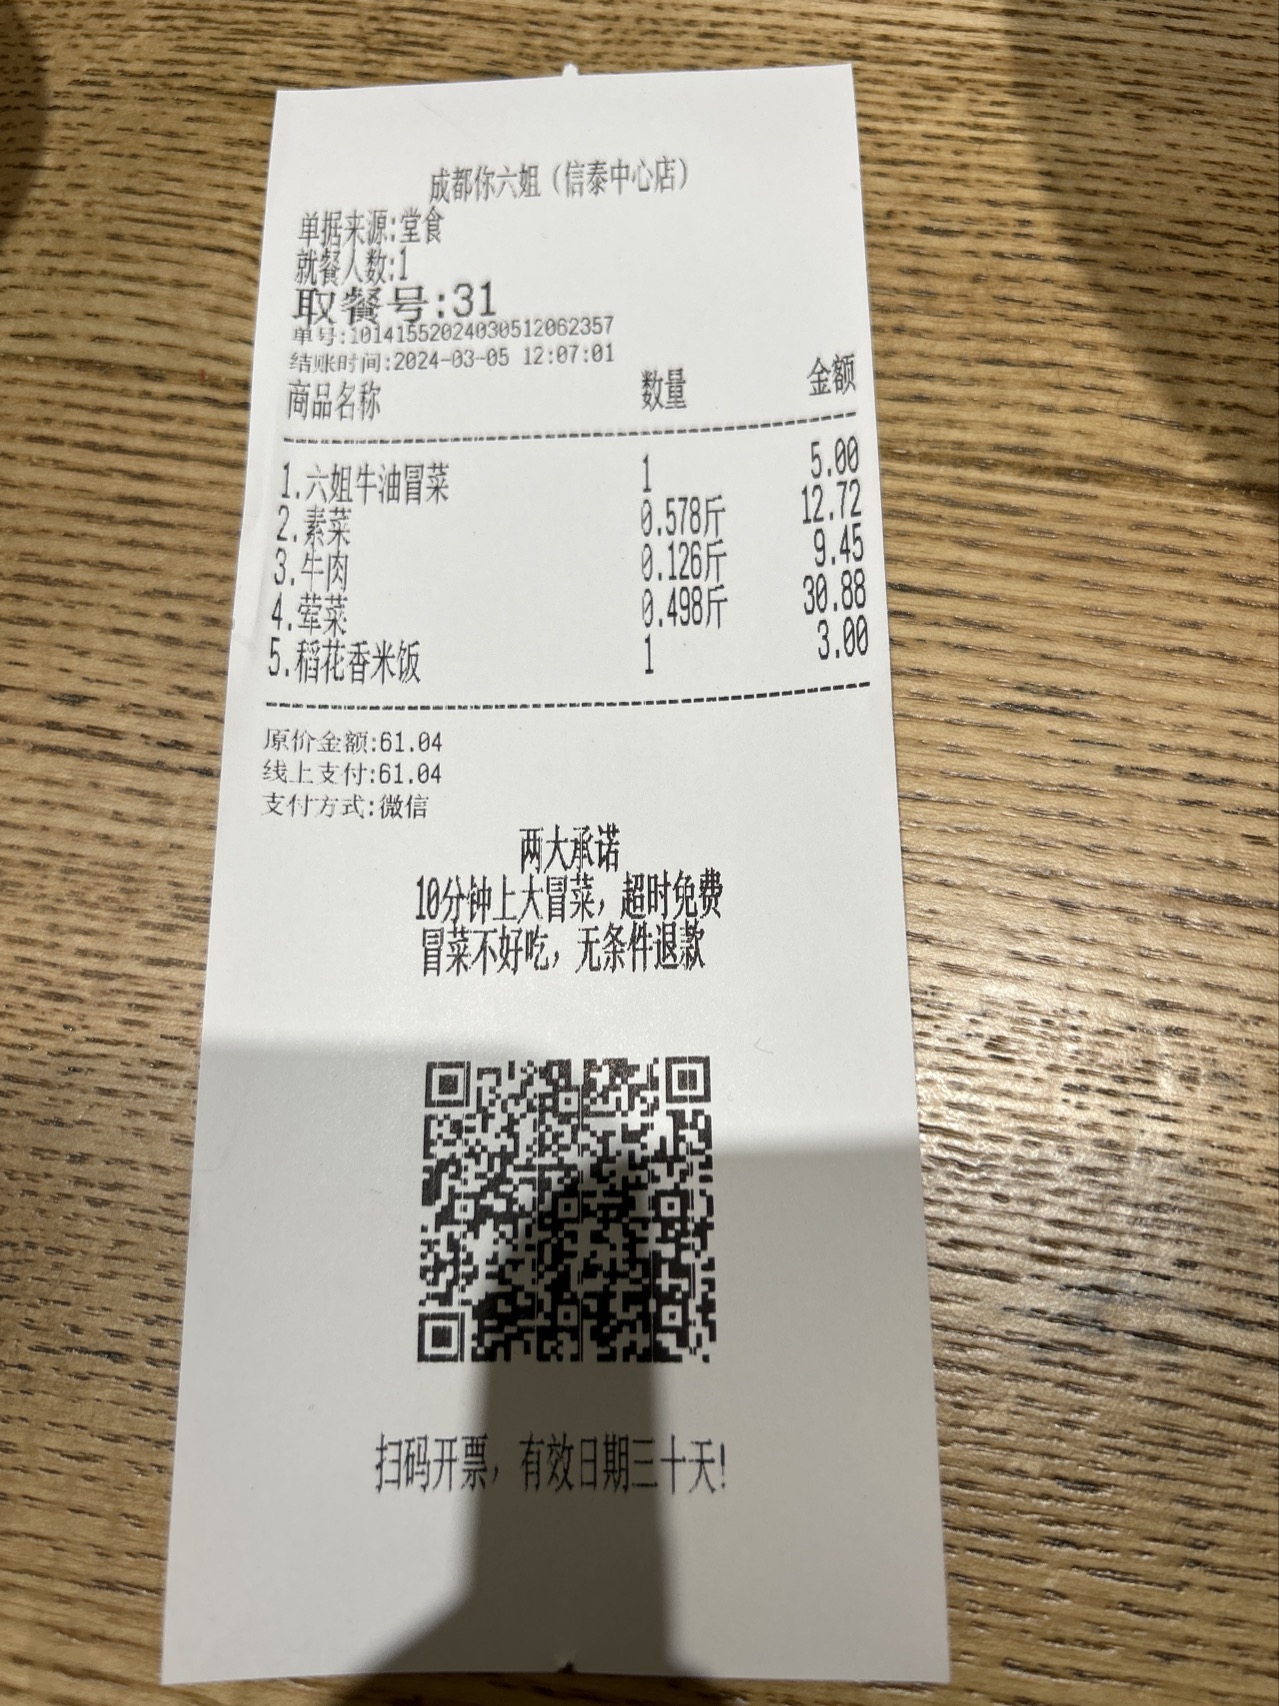 成都你六姐（信泰中心店）
单据来源:堂食
就餐人数:1
取餐号:31
单号:10141552024030512062357
结账时间:2024-03-05 12:07:01
商品名称 数量 金额
1.六姐牛油冒菜 1 5.00
2.素菜 0.578斤 12.72
3.牛肉 0.126斤 9.45
4.荤菜 0.498斤 30.88
5.稻花香米饭 1 3.00
原价金额:61.04
线上支付:61.04
支付方式:微信
两大承诺
10分钟上大冒菜，超时免费
冒菜不好吃，无条件退款
扫码开票，有效日期三十天!